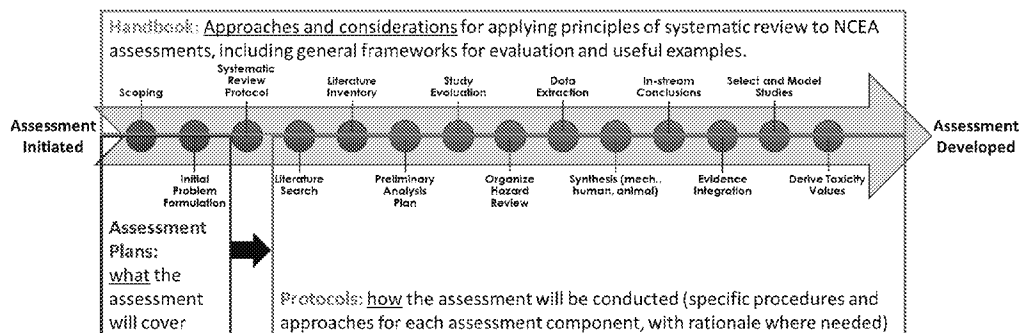 Handbook: Approaches and considerations for applying principles of systematic review to NCEA
assessments, including general frameworks for evaluation and useful examples.
Scoping
Systematic
Review
Protocol
Literature
Inventory
Study
Evaluation
Data
Extraction
In-stream
Conclusions
Select and Model
Studies
Assessment
Initiated
Assessment
Developed
Initial
Problem
Formulation
Literature
Search
Preliminary
Analysis
Plan
Organize
Hazard
Review
Synthesis (mech.,
human, animal)
Evidence
Integration
Derive Toxicity
Values
Assessment
Plans:
what the
assessment
will cover
Protocols: how the assessment will be conducted (specific procedures and
approaches for each assessment component, with rationale where needed)